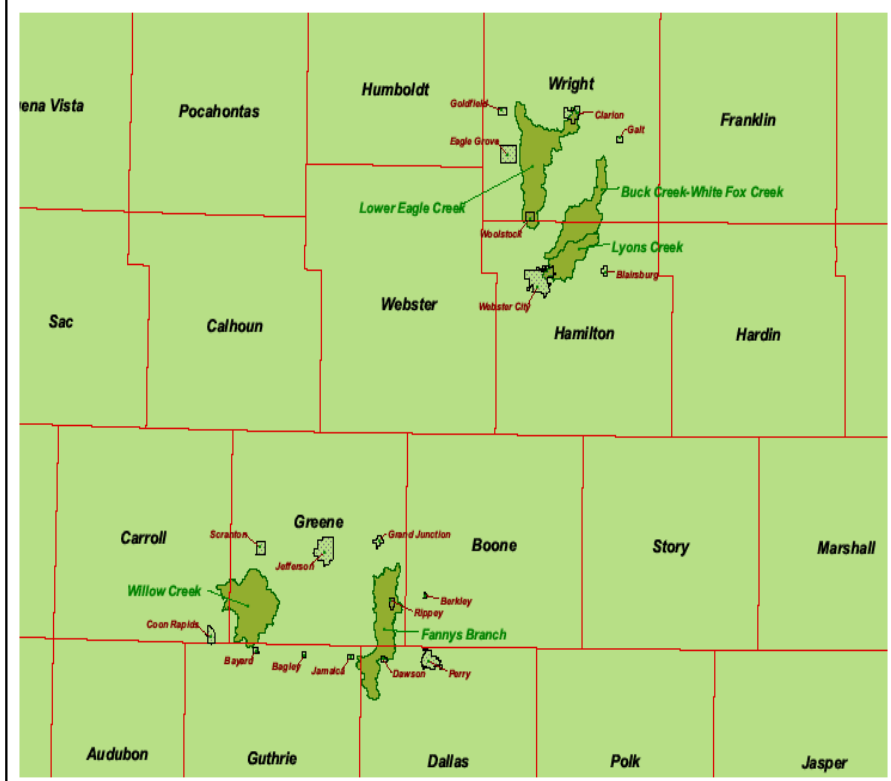 Wright
Humboldt
ena Vista
Pocahontas
Goldfield
Clarion
Franklin
Galt
Eagle Grove
Buck Creek-White Fox Creek
Lower Eagle Creek
Woolstock
Lyons Creek
Blairsburg
Webster City
Webster
Sac
Calhoun
Hamilton
Hardin
Greene
Scranton
Grand Junction
Carroll
Boone
Story
Marshall
Jefferson
Willow Creek
Berkley
Rippey
Coon Rapids
Fannys Branch
Bayard
Bagley
Jamaica
Dawson
Perry
Audubon
Guthrie
Dallas
Polk
Jasper